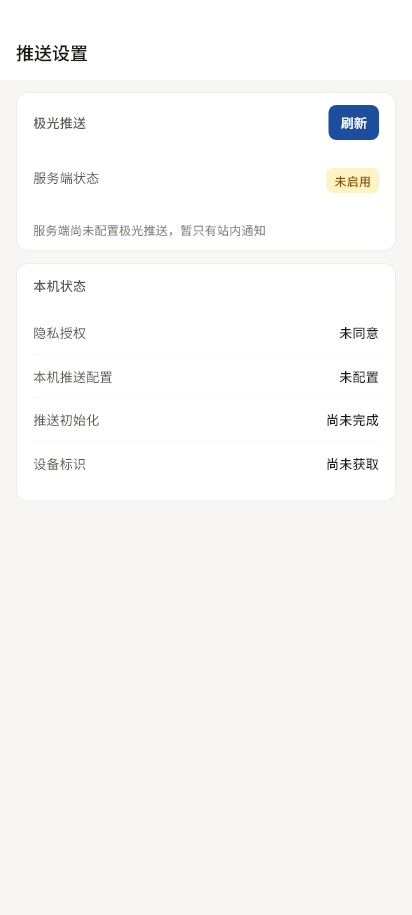 推送设置
极光推送 刷新
服务端状态 未启用
服务端尚未配置极光推送，暂只有站内通知
本机状态
隐私授权 未同意
本机推送配置 未配置
推送初始化 尚未完成
设备标识 尚未获取